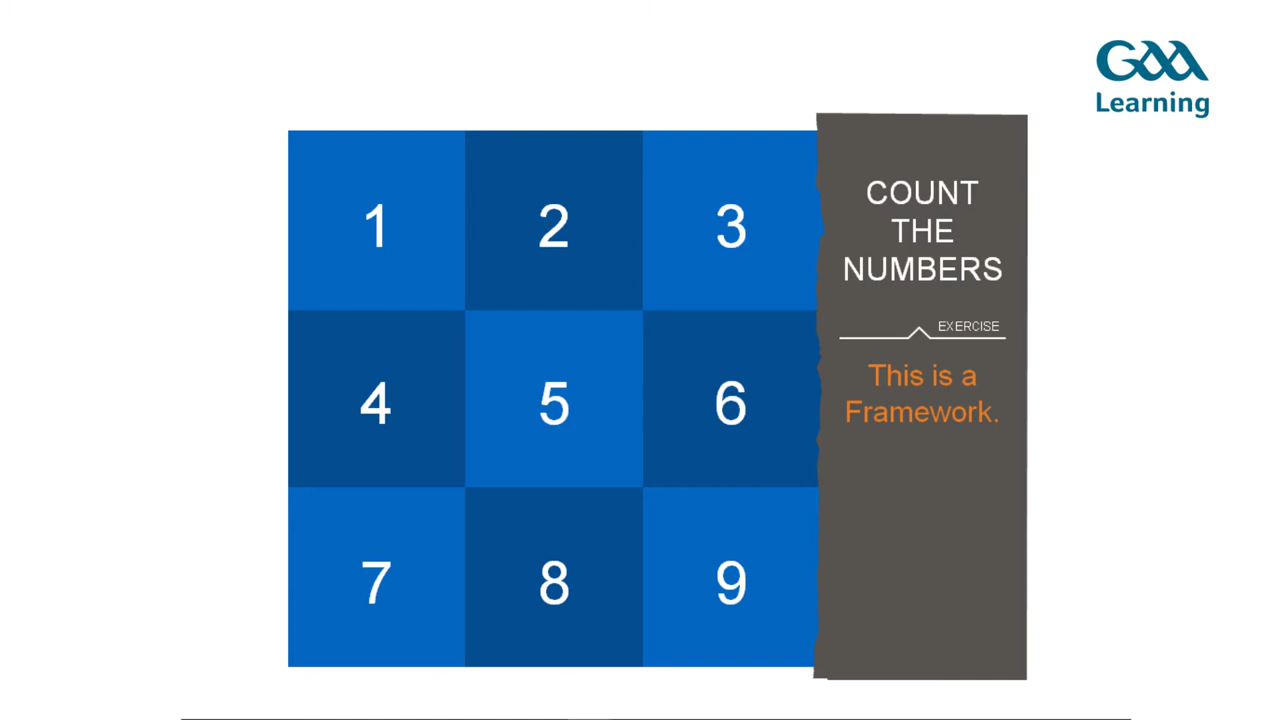 GAA
Learning
1 2 3
4 5 6
7 8 9
COUNT
THE
NUMBERS
EXERCISE
This is a
Framework.